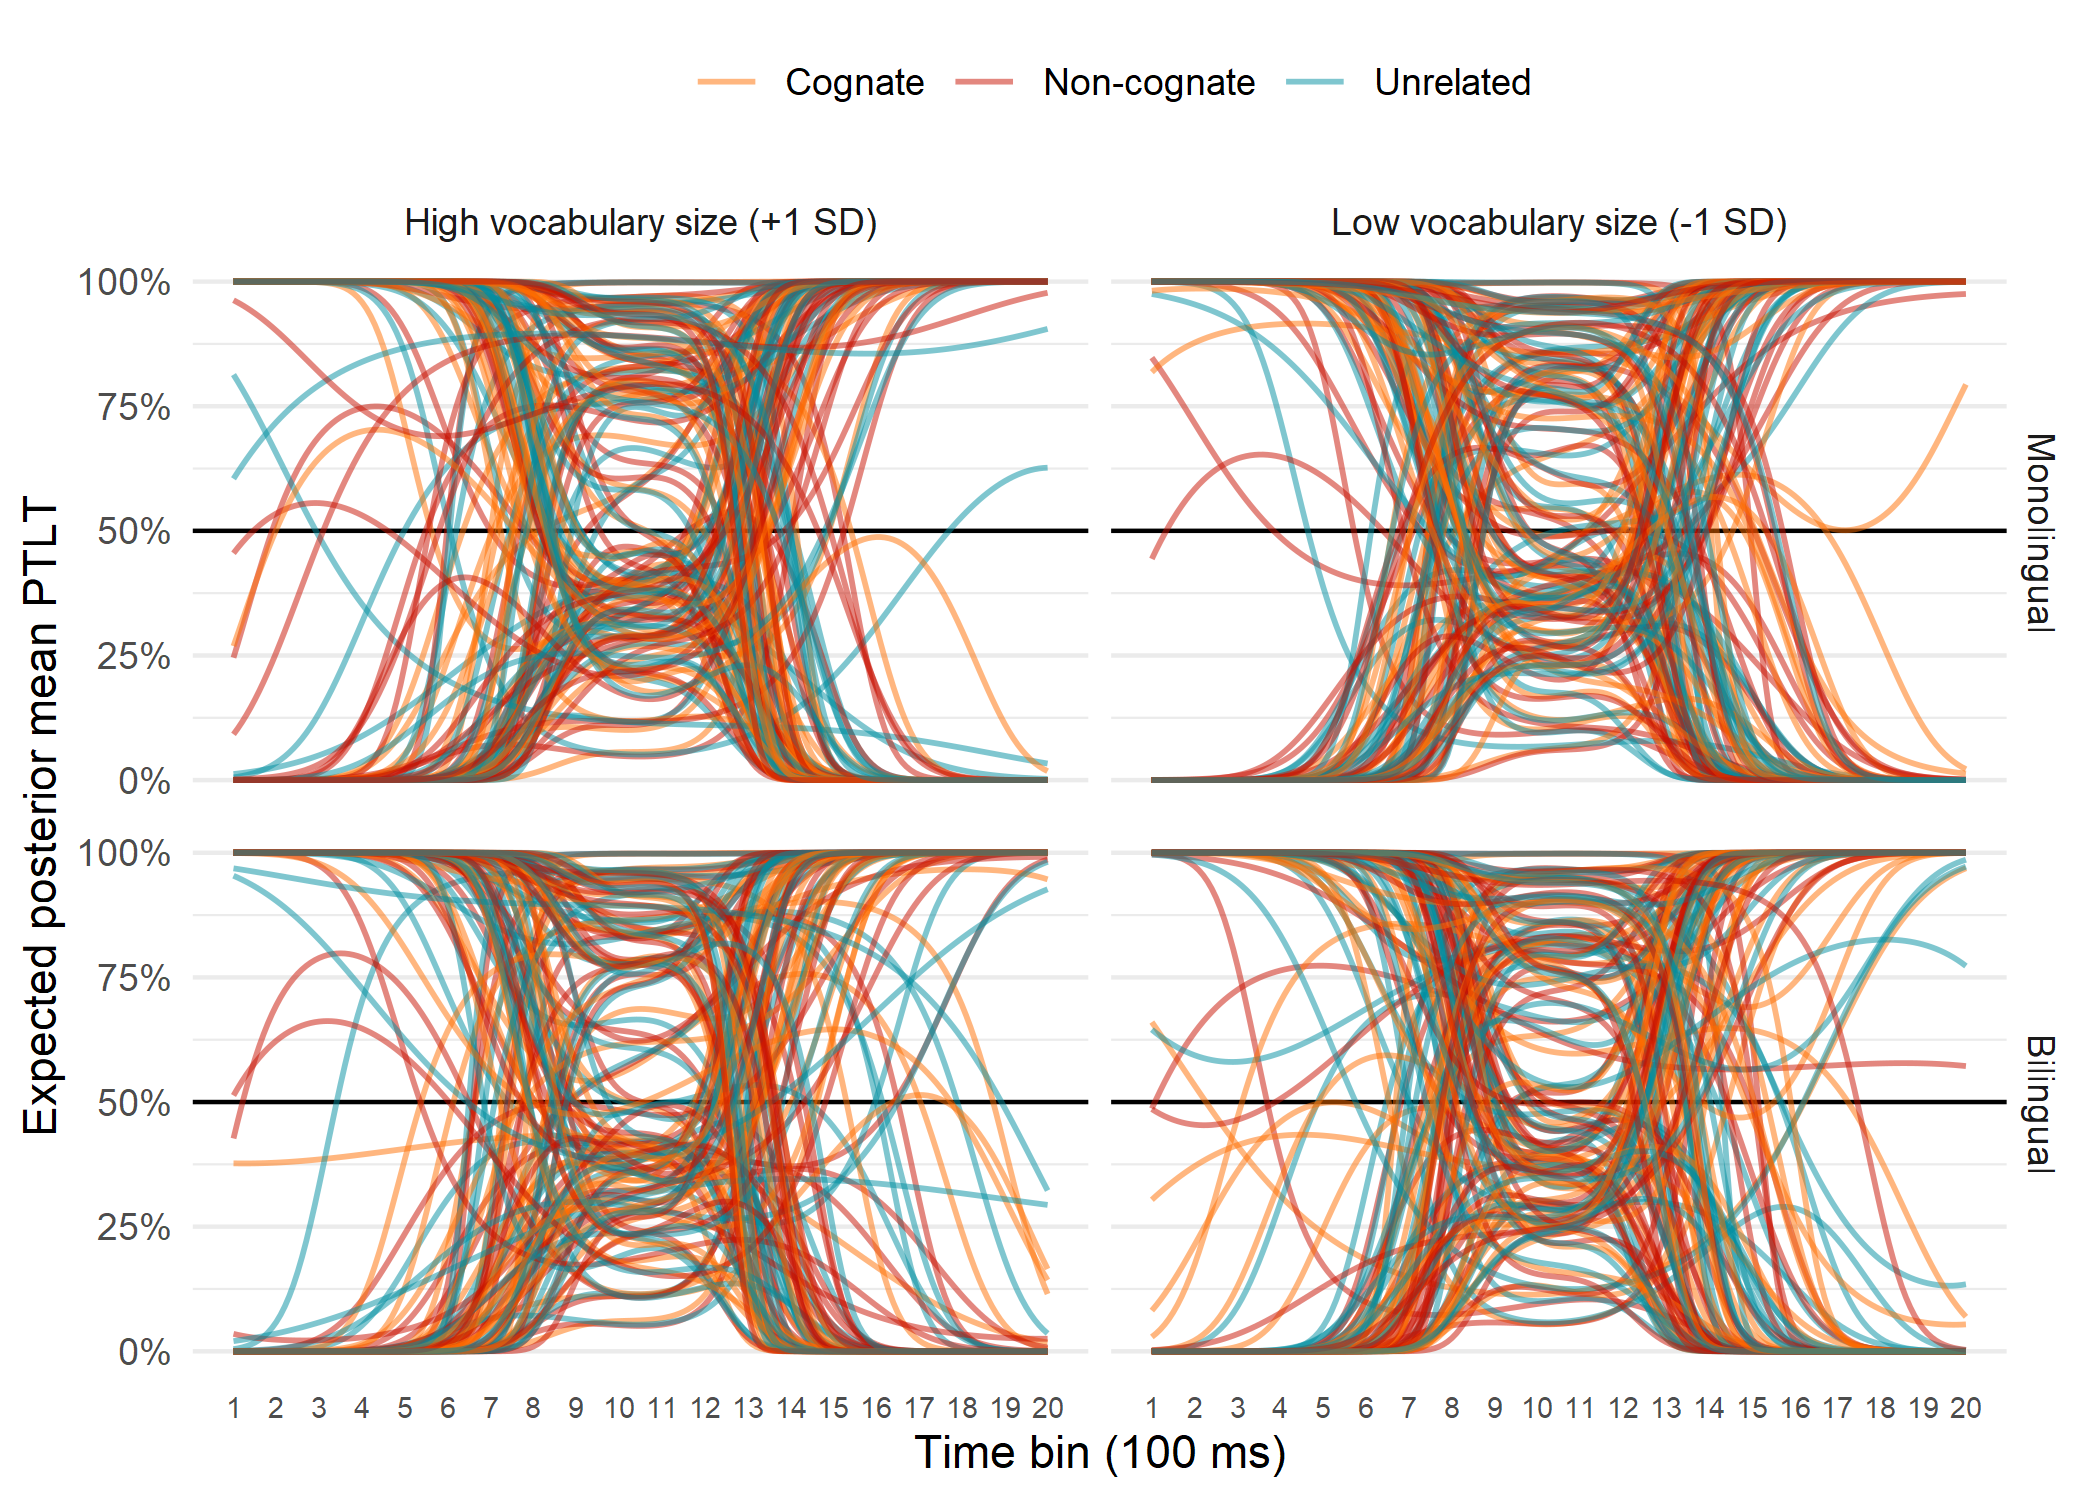 Cognate Non-cognate Unrelated
High vocabulary size (+1 SD) Low vocabulary size (-1 SD)
Expected posterior mean PTLT
100%
75%
50%
25%
0%
Monolingual
100%
75%
50%
25%
0%
Bilingual
1 2 3 4 5 6 7 8 9 10 11 12 13 14 15 16 17 18 19 20 1 2 3 4 5 6 7 8 9 10 11 12 13 14 15 16 17 18 19 20
Time bin (100 ms)